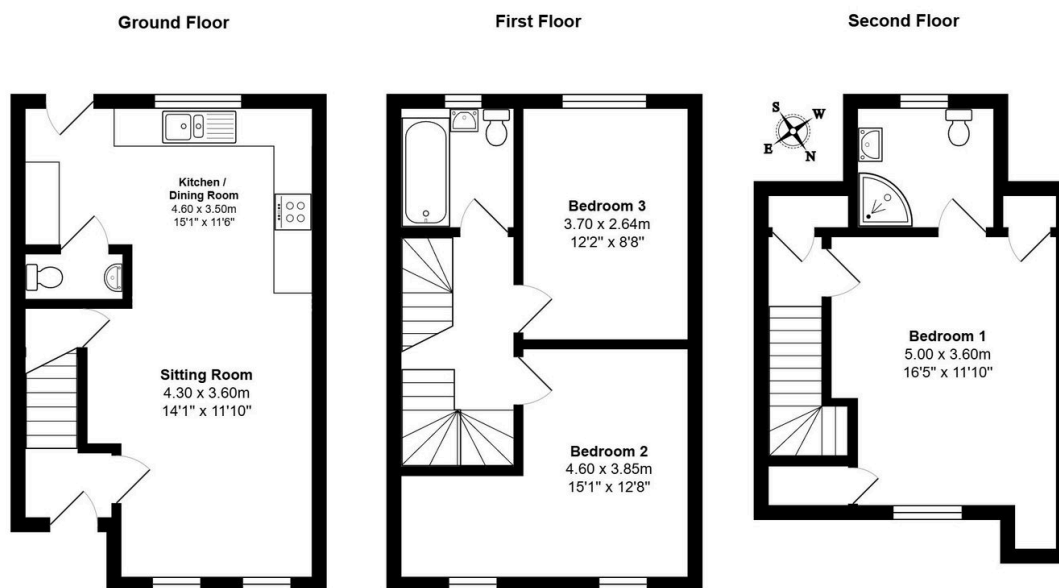 Ground Floor
First Floor
Second Floor
Kitchen /
Dining Room
4.60 x 3.50m
15'1" x 11'6"
Sitting Room
4.30 x 3.60m
14'1" x 11'10"
Bedroom 3
3.70 x 2.64m
12'2" x 8'8"
Bedroom 2
4.60 x 3.85m
15'1" x 12'8"
S
W
E
N
Bedroom 1
5.00 x 3.60m
16'5" x 11'10"